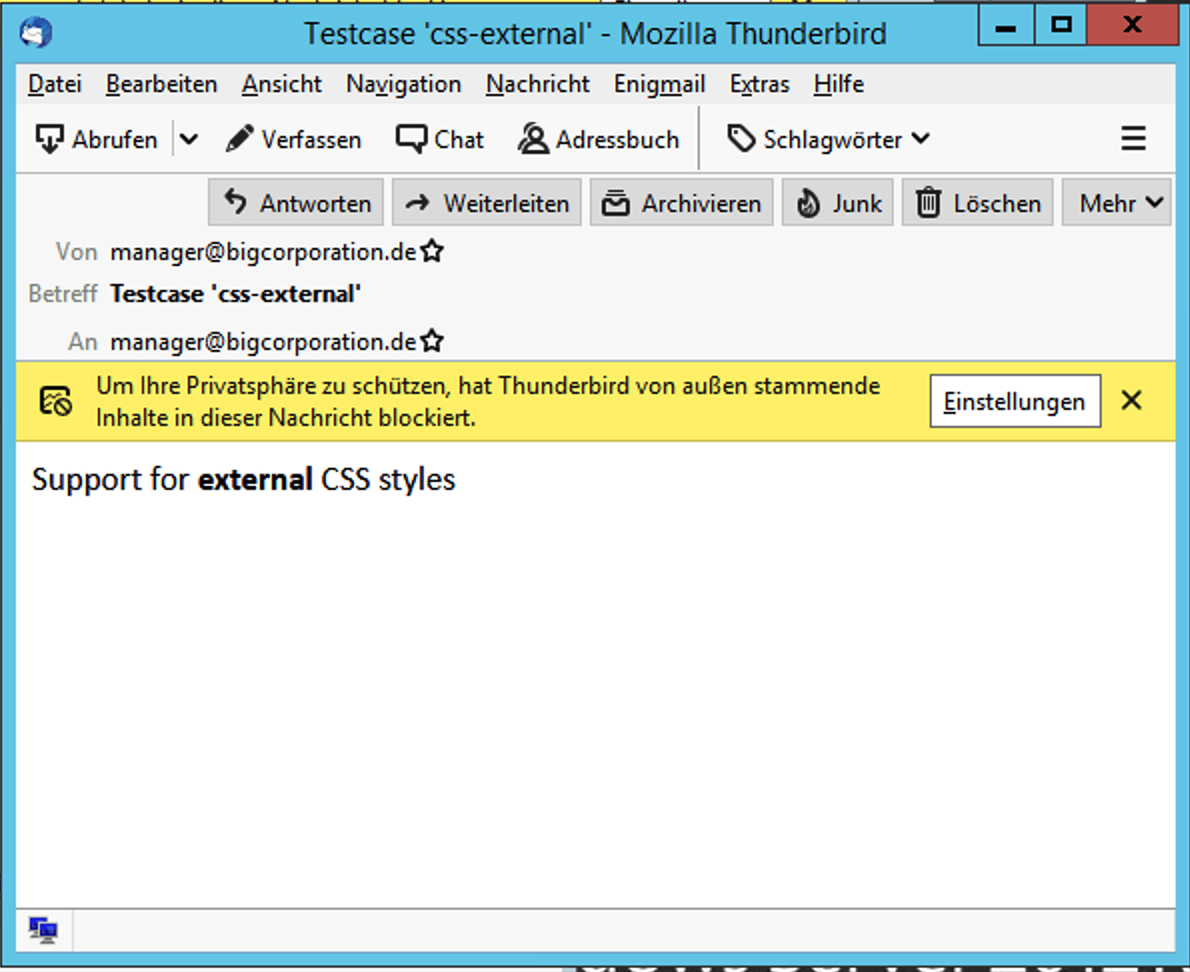 Testcase 'css-external' - Mozilla Thunderbird
Datei Bearbeiten Ansicht Navigation Nachricht Enigmail Extras Hilfe
Abrufen Verfassen Chat Adressbuch Schlagwörter
Antworten Weiterleiten Archivieren Junk Löschen Mehr
Von manager@bigcorporation.de
Betreff Testcase 'css-external'
An manager@bigcorporation.de
Um Ihre Privatsphäre zu schützen, hat Thunderbird von außen stammende
Inhalte in dieser Nachricht blockiert.
Einstellungen
Support for external CSS styles